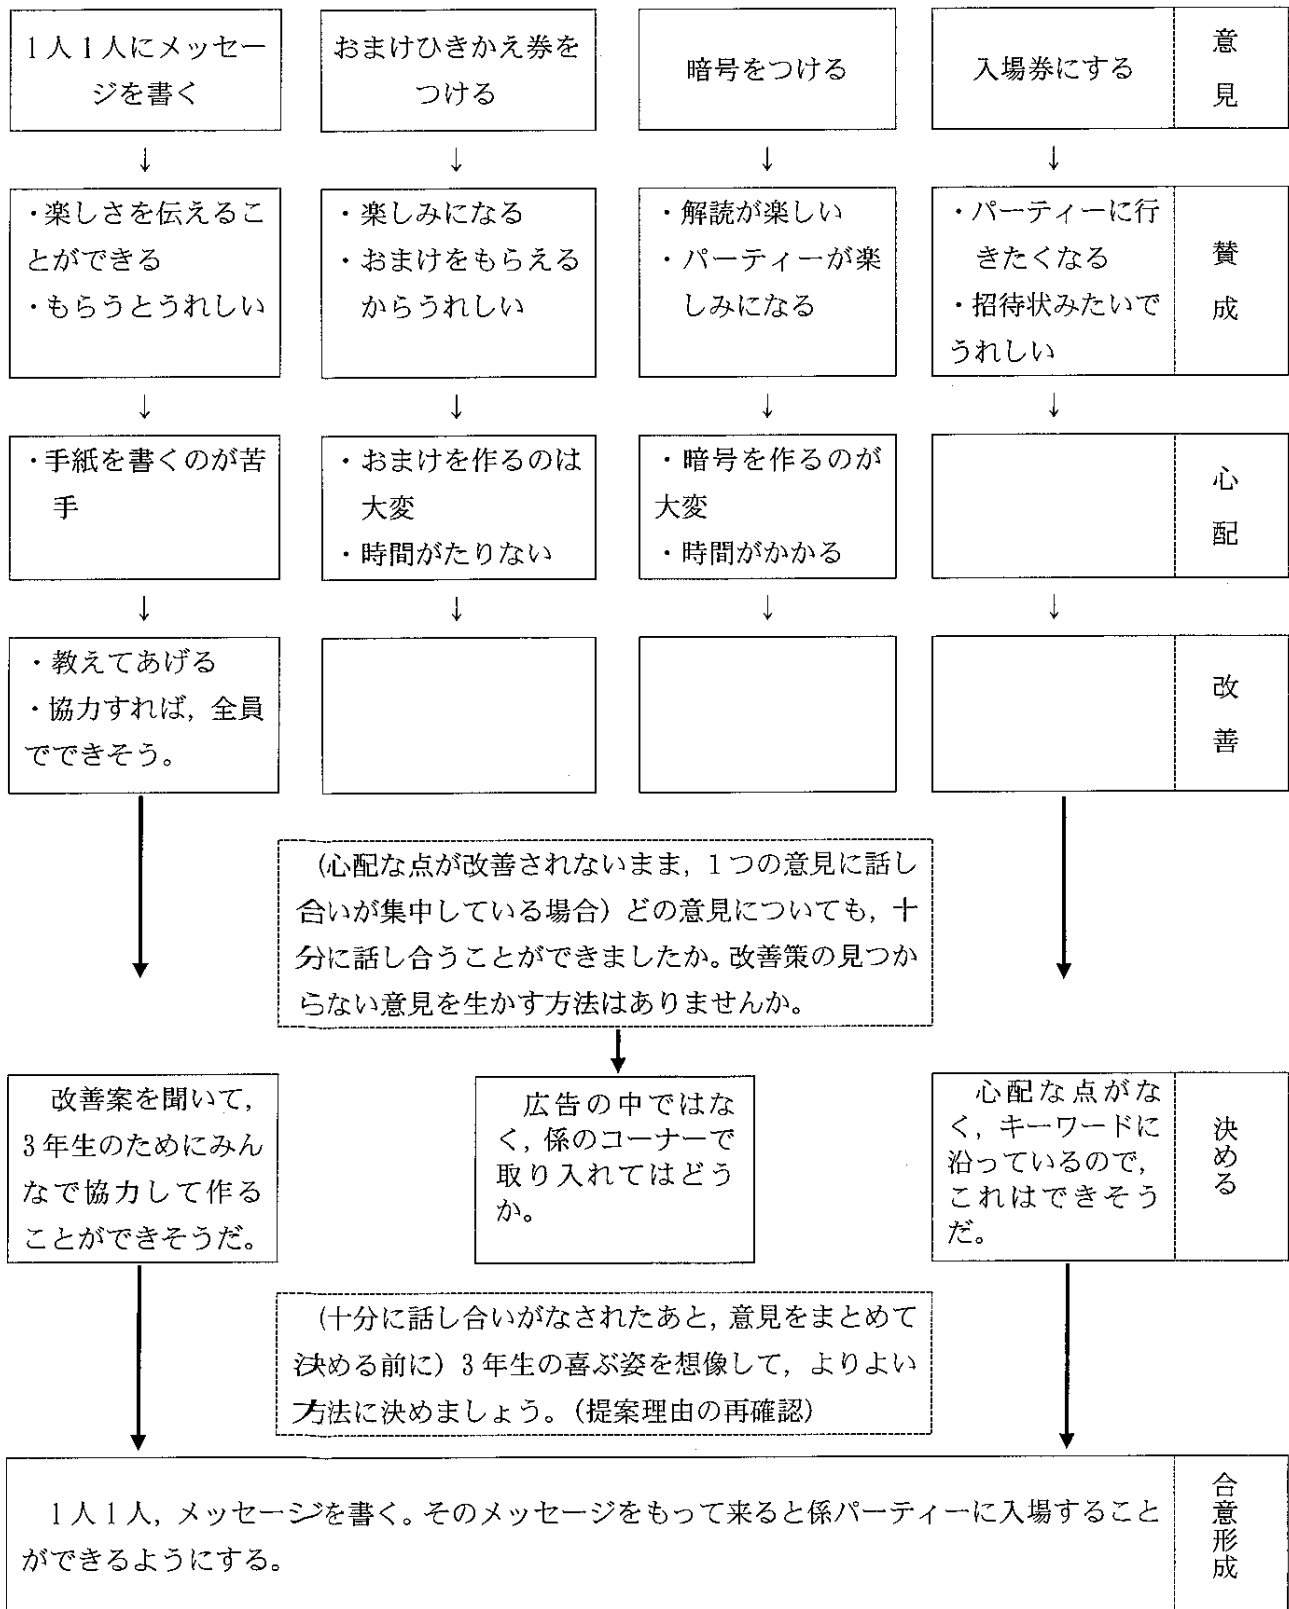 1人1人にメッセー
ジを書く
おまけひきかえ券を
つける
暗号をつける
入場券にする
意
見
↓
↓
↓
↓
・楽しさを伝えるこ
とができる
・もらうとうれしい
・楽しみになる
・おまけをもらえる
からうれしい
・解読が楽しい
・パーティーが楽
しみになる
・パーティーに行
きたくなる
・招待状みたいで
うれしい
賛
成
↓
↓
↓
↓
・手紙を書くのが苦
手
・おまけを作るのは
大変
・時間がたりない
・暗号を作るのが
大変
・時間がかかる
心
配
↓
↓
↓
↓
・教えてあげる
・協力すれば，全員
でできそう。
改
善
（心配な点が改善されないまま，1つの意見に話し
合いが集中している場合）どの意見についても，十
分に話し合うことができましたか。改善策の見つか
らない意見を生かす方法はありませんか。
改善案を聞いて，
3年生のためにみん
なで協力して作る
ことができそうだ。
広告の中ではな
く，係のコーナーで
取り入れてはどう
か。
心配な点がな
く，キーワードに
沿っているので，
これはできそう
だ。
決める
（十分に話し合いがなされたあと，意見をまとめて
決める前に）3年生の喜ぶ姿を想像して，よりよい
方法に決めましょう。（提案理由の再確認）
1人1人，メッセージを書く。そのメッセージをもって来ると係パーティーに入場すること
ができるようにする。
合意形成